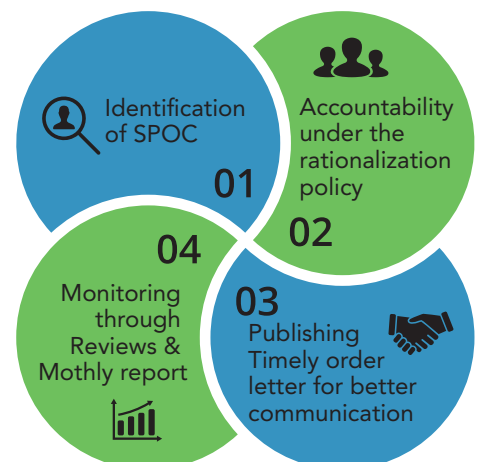 Identification
of SPOC
01
Accountability
under the
rationalization
policy
02
03
Publishing
Timely order
letter for better
communication
04
Monitoring
through
Reviews &
Mothly report